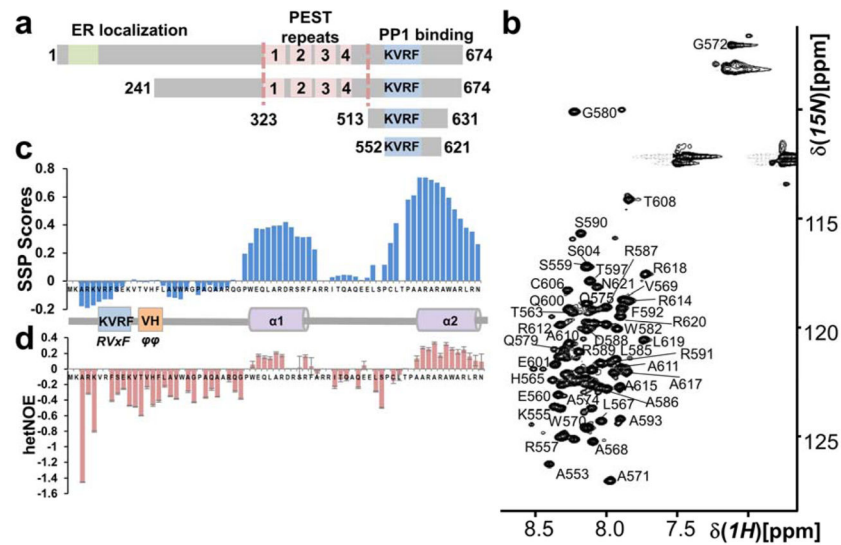 a
ER localization
PEST
repeats
PP1 binding
1
1 2 3 4
KVRF
674
241
1 2 3 4
KVRF
674
323
513
KVRF
631
552
KVRF
621
b
G572
G580
T608
S590
S604
R587
S559
T597
R618
C606
N621
V569
Q600
Q575
R614
T563
F592
R620
R612
A610
W582
Q579
D588
L619
R589
L585
R591
E601
A611
H565
A617
A615
E560
A574
A586
K555
W570
L567
A593
R557
A568
A553
A571
115
120
125
δ(15N)[ppm]
8.5 8.0 7.5 δ(1H)[ppm]
c
SSP Scores
0.8
0.6
0.4
0.2
0
-0.2
KVRF
VH
α1
α2
RVxF
φφ
d
hetNOE
0.4
0.2
0
-0.2
-0.4
-0.6
-0.8
-1
-1.2
-1.4
-1.6